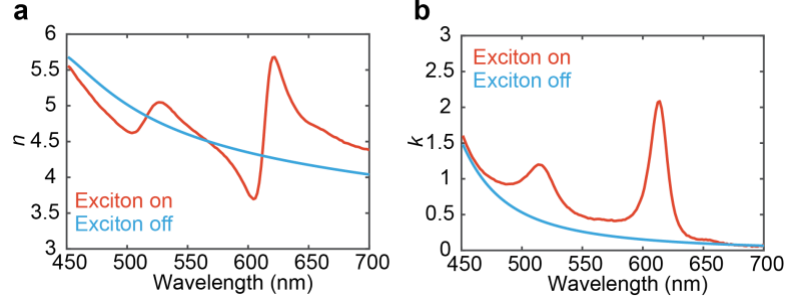 a
6
5.5
5
4.5
4
3.5
3
n
Exciton on
Exciton off
450 500 550 600 650 700
Wavelength (nm)
b
3
2.5
2
1.5
1
0.5
0
k
Exciton on
Exciton off
450 500 550 600 650 700
Wavelength (nm)